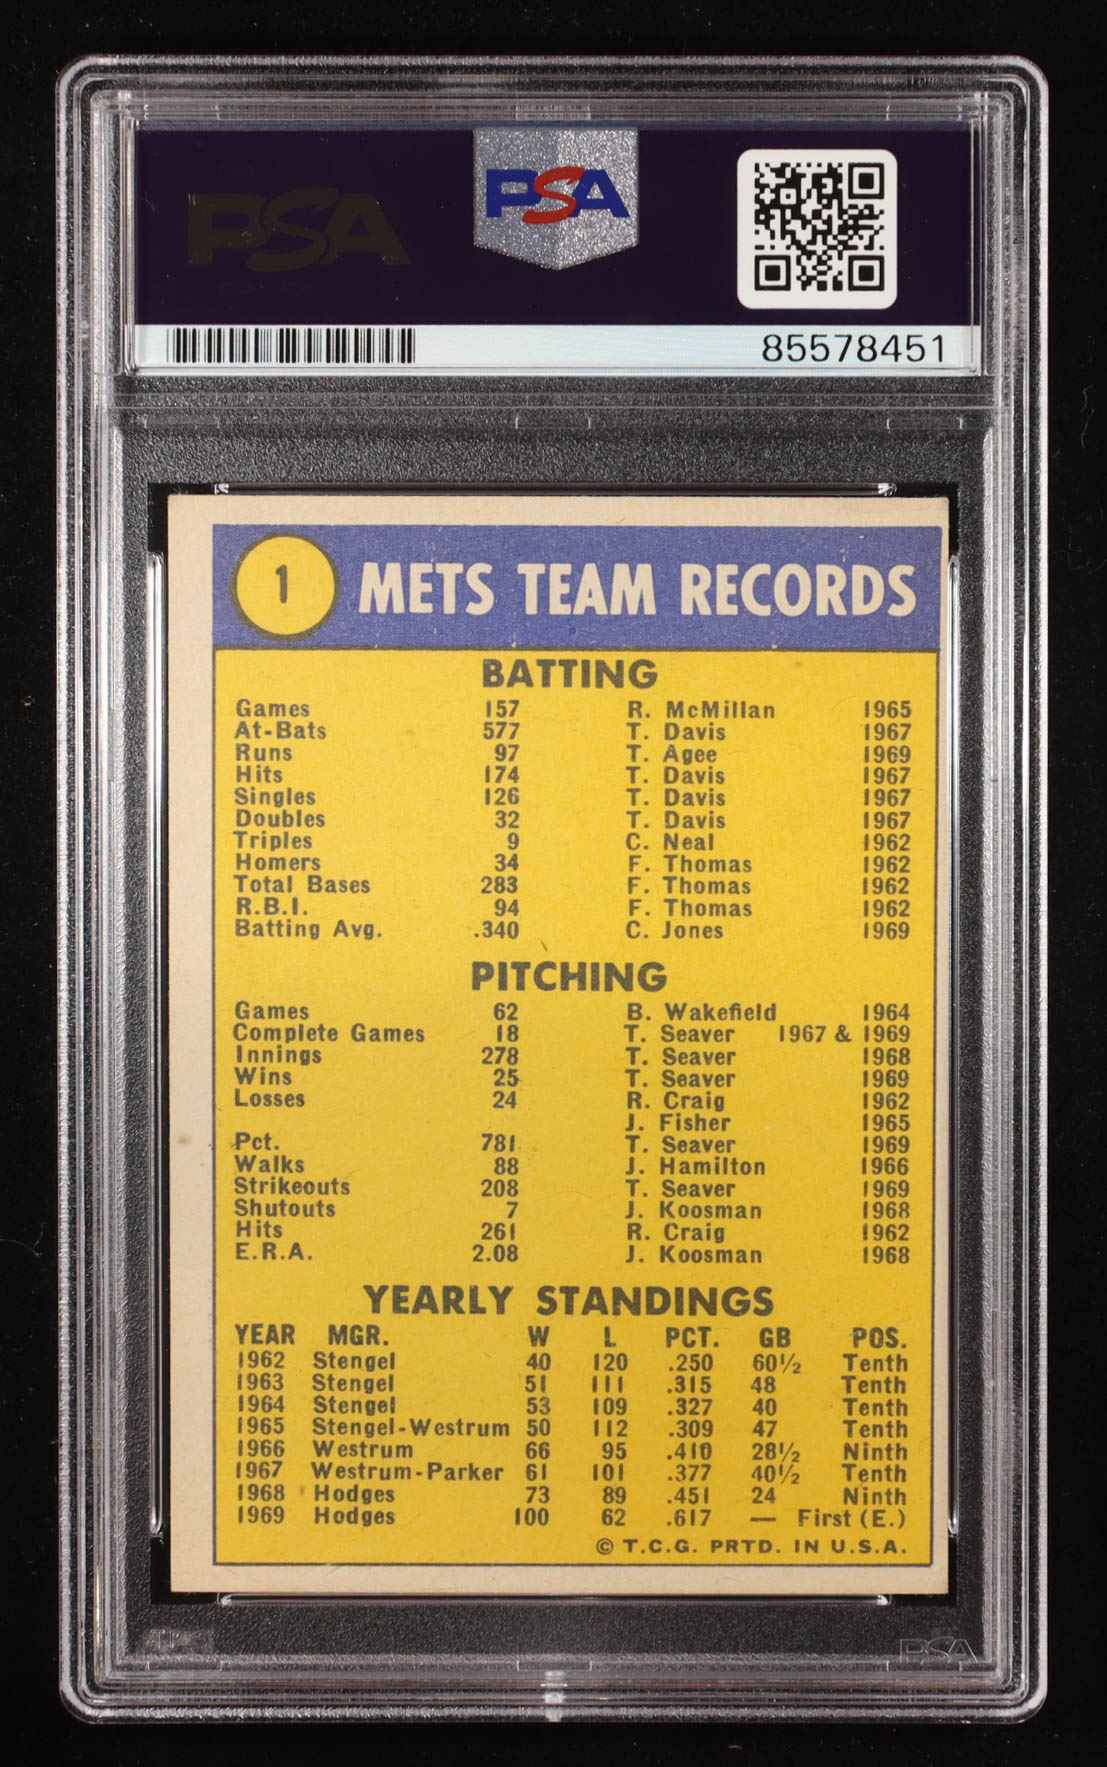 PSA PSA
85578451
1 METS TEAM RECORDS
BATTING
Games 157 R. McMillan 1965
At-Bats 577 T. Davis 1967
Runs 97 T. Agee 1969
Hits 174 T. Davis 1967
Singles 126 T. Davis 1967
Doubles 32 T. Davis 1967
Triples 9 C. Neal 1962
Homers 34 F. Thomas 1962
Total Bases 283 F. Thomas 1962
R.B.I. 94 F. Thomas 1962
Batting Avg. .340 C. Jones 1969
PITCHING
Games 62 B. Wakefield 1964
Complete Games 18 T. Seaver 1967 & 1969
Innings 278 T. Seaver 1968
Wins 25 T. Seaver 1969
Losses 24 R. Craig 1962
J. Fisher 1965
Pct. 781 T. Seaver 1969
Walks 88 J. Hamilton 1966
Strikeouts 208 T. Seaver 1969
Shutouts 7 J. Koosman 1968
Hits 261 R. Craig 1962
E.R.A. 2.08 J. Koosman 1968
YEARLY STANDINGS
YEAR MGR. W L PCT. GB POS.
1962 Stengel 40 120 .250 60½ Tenth
1963 Stengel 51 111 .315 48 Tenth
1964 Stengel 53 109 .327 40 Tenth
1965 Stengel-Westrum 50 112 .309 47 Tenth
1966 Westrum 66 95 .410 28½ Ninth
1967 Westrum-Parker 61 101 .377 40½ Tenth
1968 Hodges 73 89 .451 24 Ninth
1969 Hodges 100 62 .617 — First (E.)
© T.C.G. PRTD. IN U.S.A.
PSA